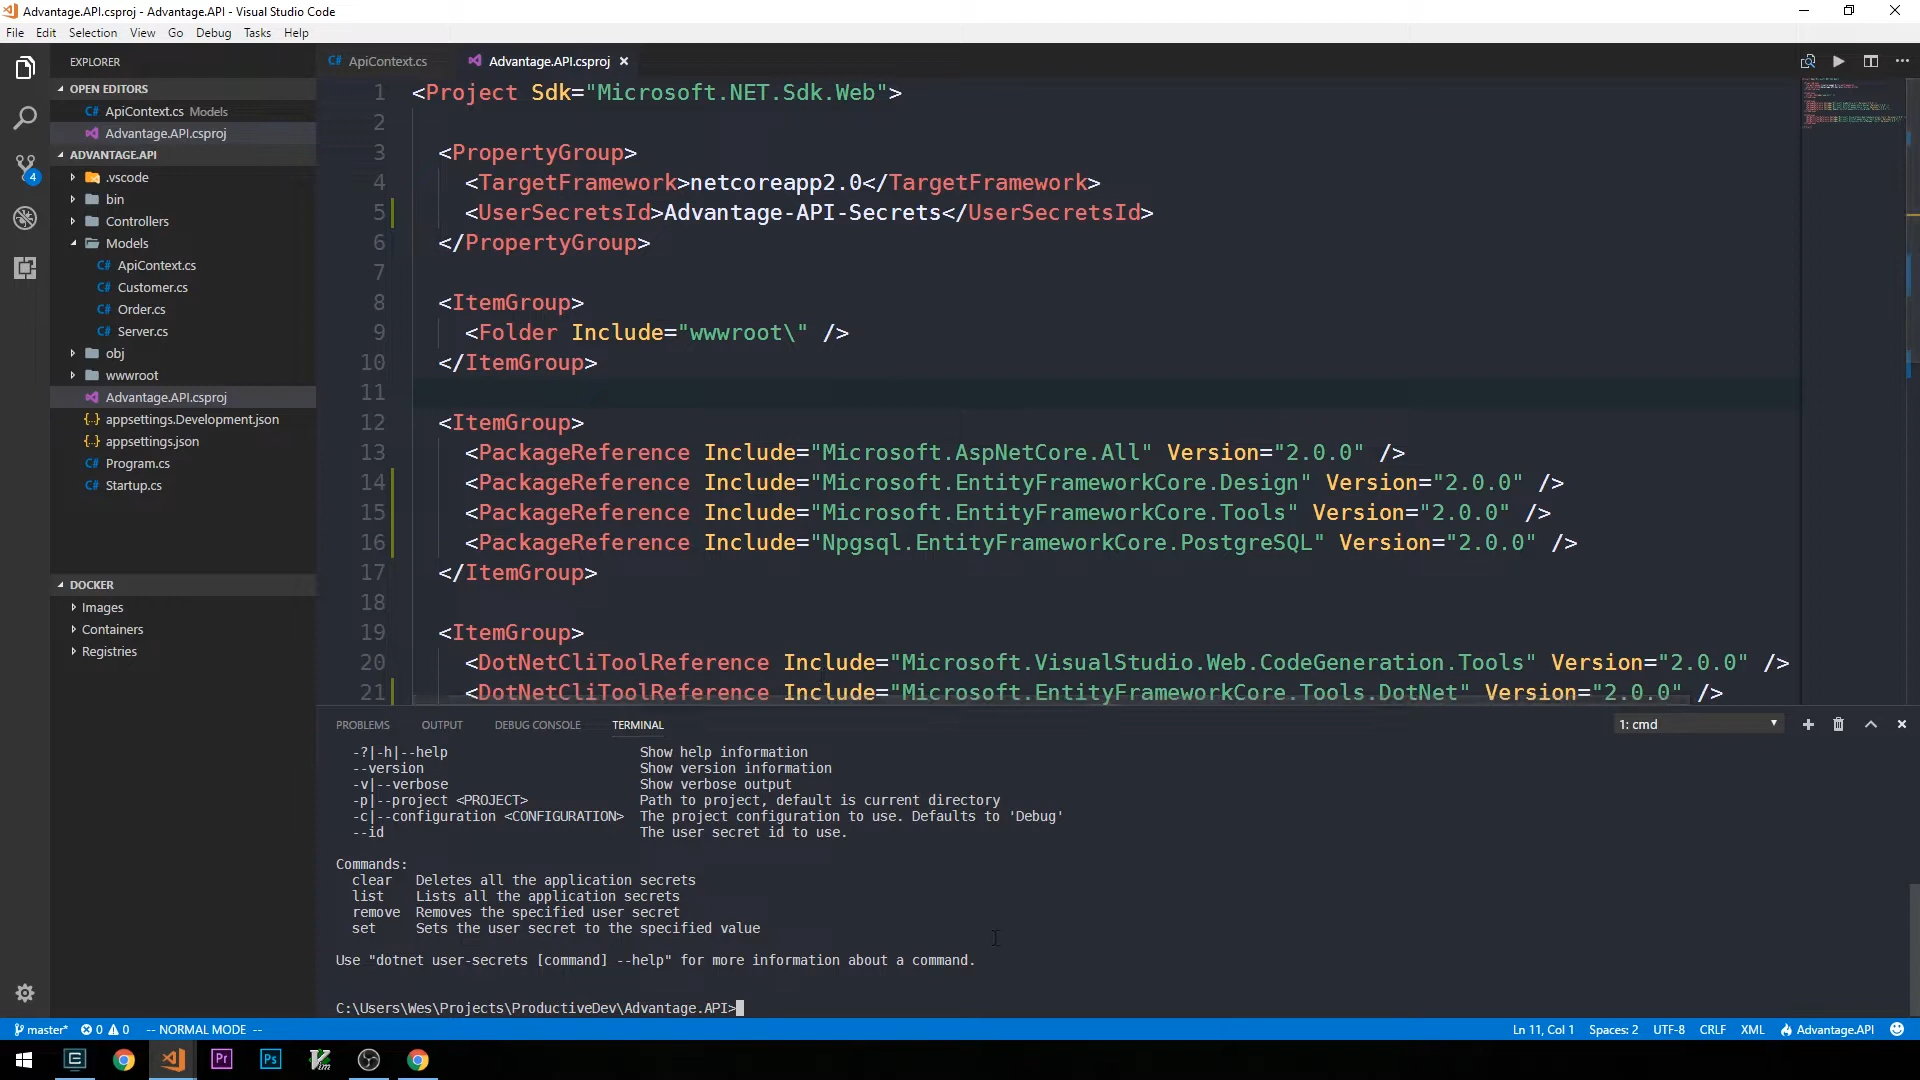 Advantage.API.csproj - Advantage.API - Visual Studio Code
File Edit Selection View Go Debug Tasks Help
EXPLORER
OPEN EDITORS
C# ApiContext.cs Models
Advantage.API.csproj
ADVANTAGE.API
.vscode
bin
Controllers
Models
C# ApiContext.cs
C# Customer.cs
C# Order.cs
C# Server.cs
obj
wwwroot
Advantage.API.csproj
{..} appsettings.Development.json
{..} appsettings.json
C# Program.cs
C# Startup.cs
DOCKER
Images
Containers
Registries
4
C# ApiContext.cs Advantage.API.csproj
1 <Project Sdk="Microsoft.NET.Sdk.Web">
2
3 <PropertyGroup>
4 <TargetFramework>netcoreapp2.0</TargetFramework>
5 <UserSecretsId>Advantage-API-Secrets</UserSecretsId>
6 </PropertyGroup>
7
8 <ItemGroup>
9 <Folder Include="wwwroot\" />
10 </ItemGroup>
11
12 <ItemGroup>
13 <PackageReference Include="Microsoft.AspNetCore.All" Version="2.0.0" />
14 <PackageReference Include="Microsoft.EntityFrameworkCore.Design" Version="2.0.0" />
15 <PackageReference Include="Microsoft.EntityFrameworkCore.Tools" Version="2.0.0" />
16 <PackageReference Include="Npgsql.EntityFrameworkCore.PostgreSQL" Version="2.0.0" />
17 </ItemGroup>
18
19 <ItemGroup>
20 <DotNetCliToolReference Include="Microsoft.VisualStudio.Web.CodeGeneration.Tools" Version="2.0.0" />
21 <DotNetCliToolReference Include="Microsoft.EntityFrameworkCore.Tools.DotNet" Version="2.0.0" />
PROBLEMS OUTPUT DEBUG CONSOLE TERMINAL 1: cmd
-?|-h|--help Show help information
--version Show version information
-v|--verbose Show verbose output
-p|--project <PROJECT> Path to project, default is current directory
-c|--configuration <CONFIGURATION> The project configuration to use. Defaults to 'Debug'
--id The user secret id to use.
Commands:
clear Deletes all the application secrets
list Lists all the application secrets
remove Removes the specified user secret
set Sets the user secret to the specified value
Use "dotnet user-secrets [command] --help" for more information about a command.
C:\Users\Wes\Projects\ProductiveDev\Advantage.API>
master* 0 0 -- NORMAL MODE -- Ln 11, Col 1 Spaces: 2 UTF-8 CRLF XML Advantage.API
Pr Ps Vim